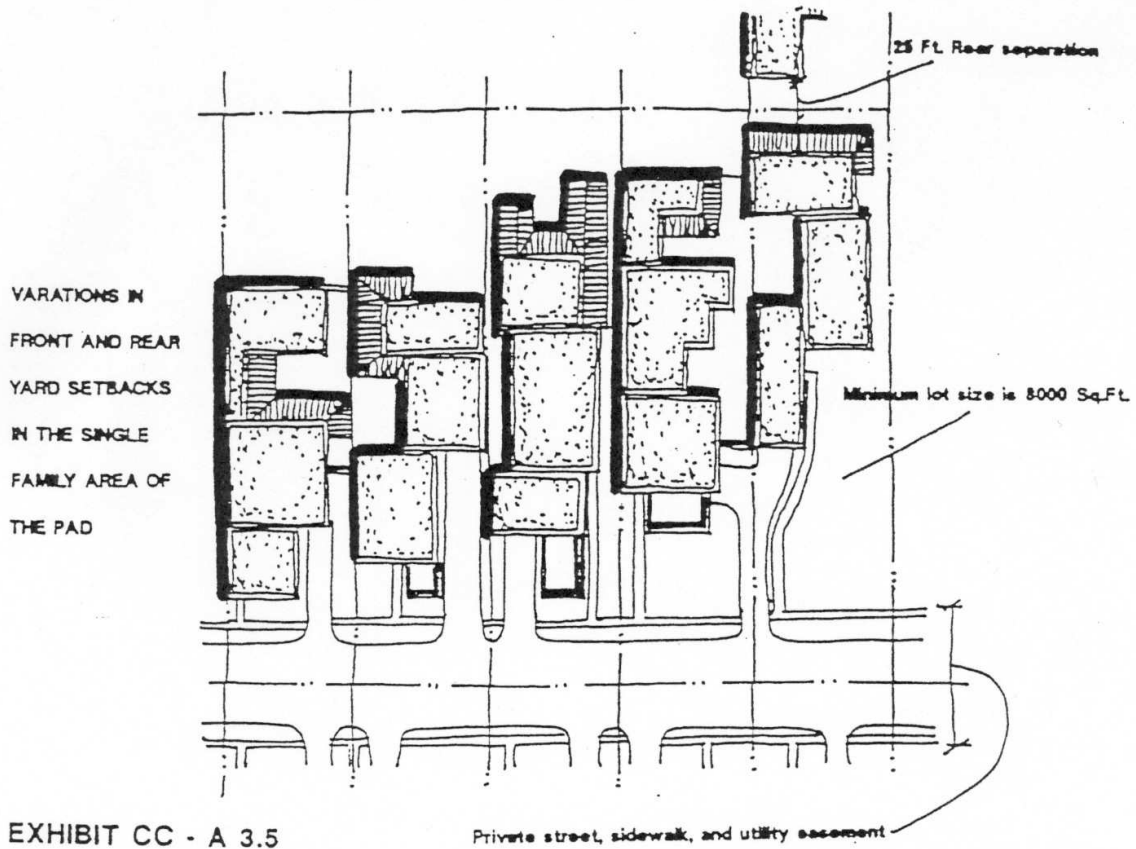 25 Ft. Rear separation
VARATIONS IN
FRONT AND REAR
YARD SETBACKS
IN THE SINGLE
FAMILY AREA OF
THE PAD
Minimum lot size is 8000 Sq.Ft.
EXHIBIT CC - A 3.5
Private street, sidewalk, and utility easement